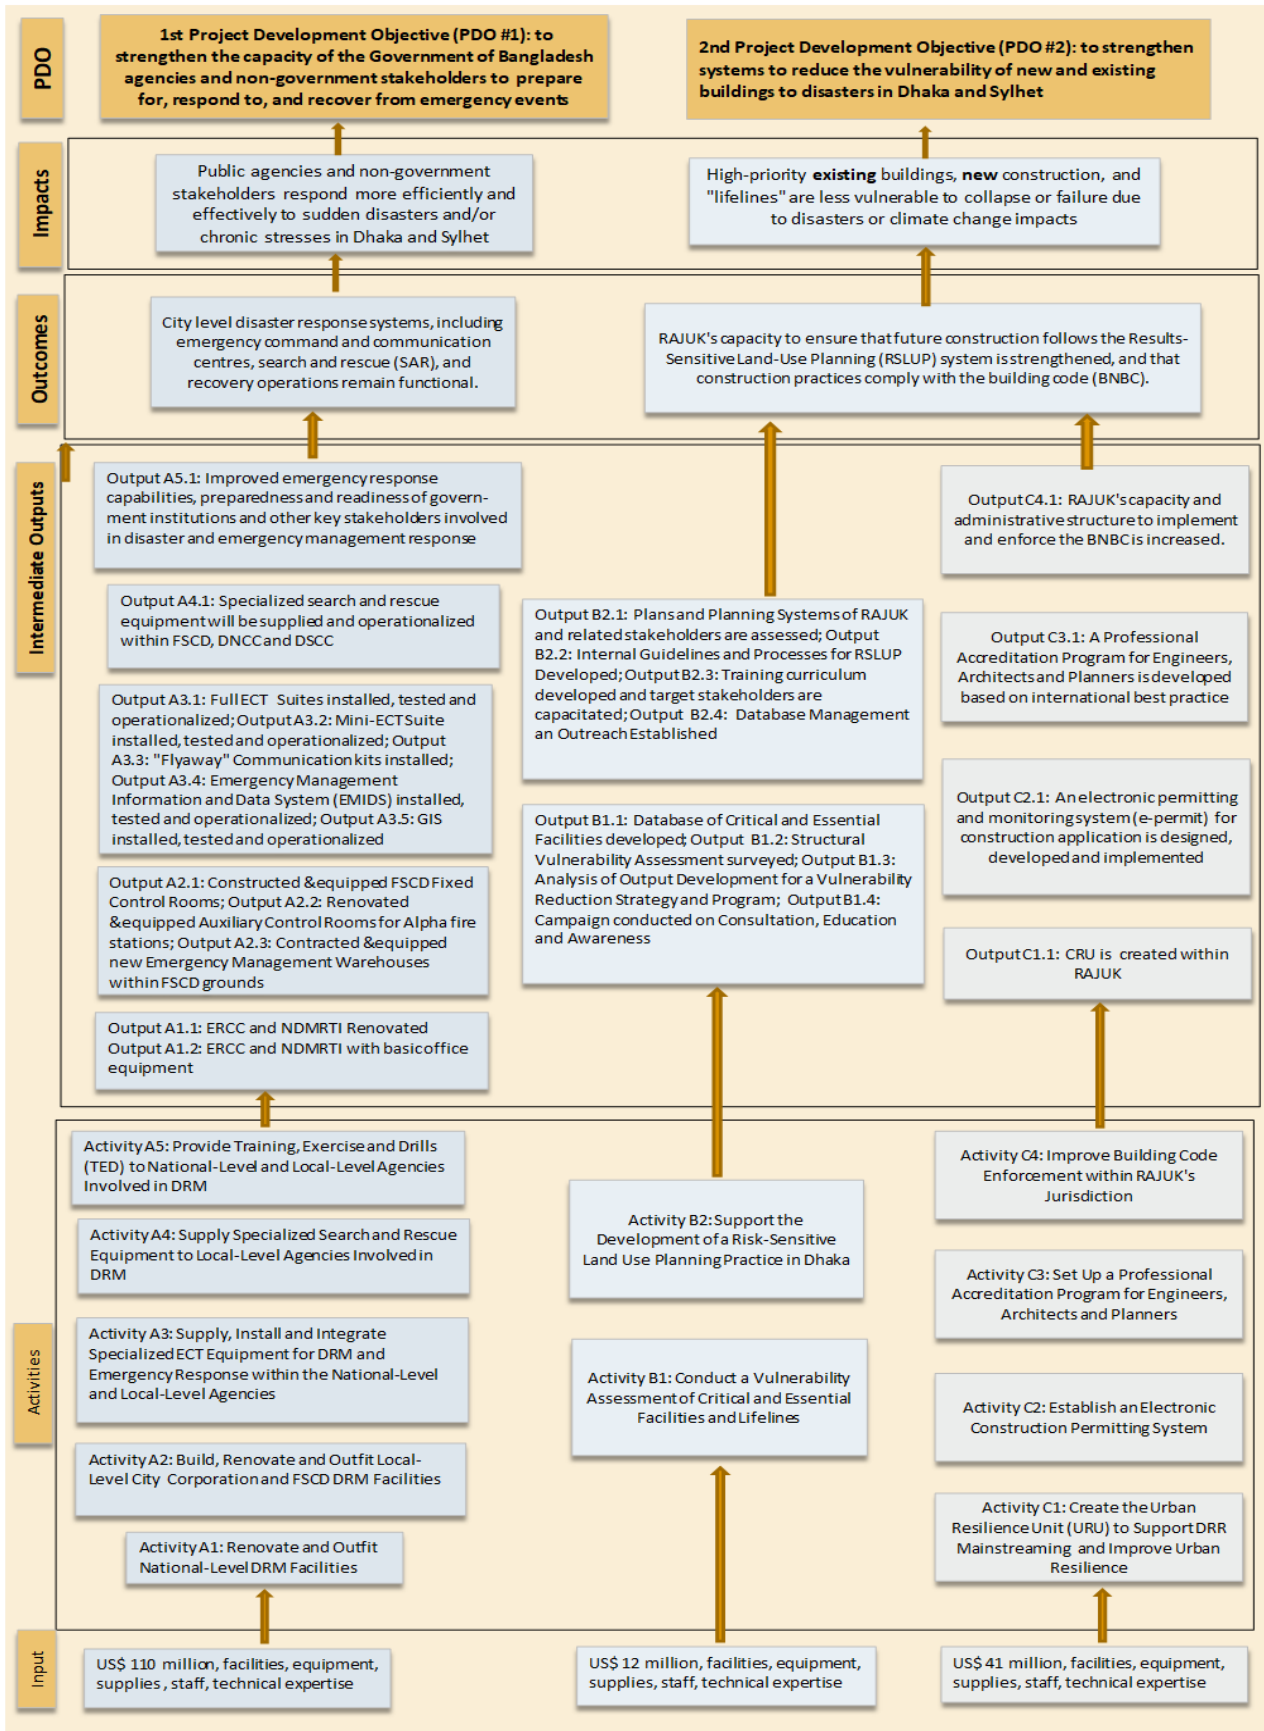 PDO
1st Project Development Objective (PDO #1): to
strengthen the capacity of the Government of Bangladesh
agencies and non-government stakeholders to prepare
for, respond to, and recover from emergency events
2nd Project Development Objective (PDO #2): to strengthen
systems to reduce the vulnerability of new and existing
buildings to disasters in Dhaka and Sylhet
Impacts
Public agencies and non-government
stakeholders respond more efficiently and
effectively to sudden disasters and/or
chronic stresses in Dhaka and Sylhet
High-priority existing buildings, new construction, and
"lifelines" are less vulnerable to collapse or failure due
to disasters or climate change impacts
Outcomes
City level disaster response systems, including
emergency command and communication
centres, search and rescue (SAR), and
recovery operations remain functional.
RAJUK's capacity to ensure that future construction follows the Results-
Sensitive Land-Use Planning (RSLUP) system is strengthened, and that
construction practices comply with the building code (BNBC).
Intermediate Outputs
Output A5.1: Improved emergency response
capabilities, preparedness and readiness of govern-
ment institutions and other key stakeholders involved
in disaster and emergency management response
Output A4.1: Specialized search and rescue
equipment will be supplied and operationalized
within FSCD, DNCC and DSCC
Output A3.1: Full ECT Suites installed, tested and
operationalized; Output A3.2: Mini-ECT Suite
installed, tested and operationalized; Output
A3.3: "Flyaway" Communication kits installed;
Output A3.4: Emergency Management
Information and Data System (EMIDS) installed,
tested and operationalized; Output A3.5: GIS
installed, tested and operationalized
Output A2.1: Constructed &equipped FSCD Fixed
Control Rooms; Output A2.2: Renovated
&equipped Auxiliary Control Rooms for Alpha fire
stations; Output A2.3: Contracted &equipped
new Emergency Management Warehouses
within FSCD grounds
Output A1.1: ERCC and NDMRTI Renovated
Output A1.2: ERCC and NDMRTI with basic office
equipment
Output B2.1: Plans and Planning Systems of RAJUK
and related stakeholders are assessed; Output
B2.2: Internal Guidelines and Processes for RSLUP
Developed; Output B2.3: Training curriculum
developed and target stakeholders are
capacitated; Output B2.4: Database Management
an Outreach Established
Output B1.1: Database of Critical and Essential
Facilities developed; Output B1.2: Structural
Vulnerability Assessment surveyed; Output B1.3:
Analysis of Output Development for a Vulnerability
Reduction Strategy and Program; Output B1.4:
Campaign conducted on Consultation, Education
and Awareness
Output C4.1: RAJUK's capacity and
administrative structure to implement
and enforce the BNBC is increased.
Output C3.1: A Professional
Accreditation Program for Engineers,
Architects and Planners is developed
based on international best practice
Output C2.1: An electronic permitting
and monitoring system (e-permit) for
construction application is designed,
developed and implemented
Output C1.1: CRU is created within
RAJUK
Activities
Activity A5: Provide Training, Exercise and Drills
(TED) to National-Level and Local-Level Agencies
Involved in DRM
Activity A4: Supply Specialized Search and Rescue
Equipment to Local-Level Agencies Involved in
DRM
Activity A3: Supply, Install and Integrate
Specialized ECT Equipment for DRM and
Emergency Response within the National-Level
and Local-Level Agencies
Activity A2: Build, Renovate and Outfit Local-
Level City Corporation and FSCD DRM Facilities
Activity A1: Renovate and Outfit
National-Level DRM Facilities
Activity B2: Support the
Development of a Risk-Sensitive
Land Use Planning Practice in Dhaka
Activity B1: Conduct a Vulnerability
Assessment of Critical and Essential
Facilities and Lifelines
Activity C4: Improve Building Code
Enforcement within RAJUK's
Jurisdiction
Activity C3: Set Up a Professional
Accreditation Program for Engineers,
Architects and Planners
Activity C2: Establish an Electronic
Construction Permitting System
Activity C1: Create the Urban
Resilience Unit (URU) to Support DRR
Mainstreaming and Improve Urban
Resilience
Input
US$ 110 million, facilities, equipment,
supplies , staff, technical expertise
US$ 12 million, facilities, equipment,
supplies, staff, technical expertise
US$ 41 million, facilities, equipment,
supplies, staff, technical expertise